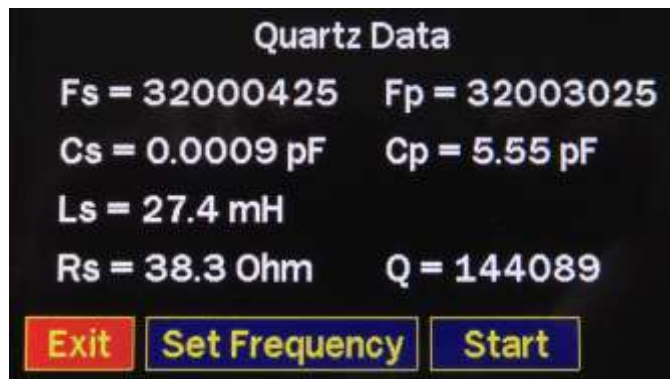 Quartz Data
Fs = 32000425 Fp = 32003025
Cs = 0.0009 pF Cp = 5.55 pF
Ls = 27.4 mH
Rs = 38.3 Ohm Q = 144089
Exit Set Frequency Start